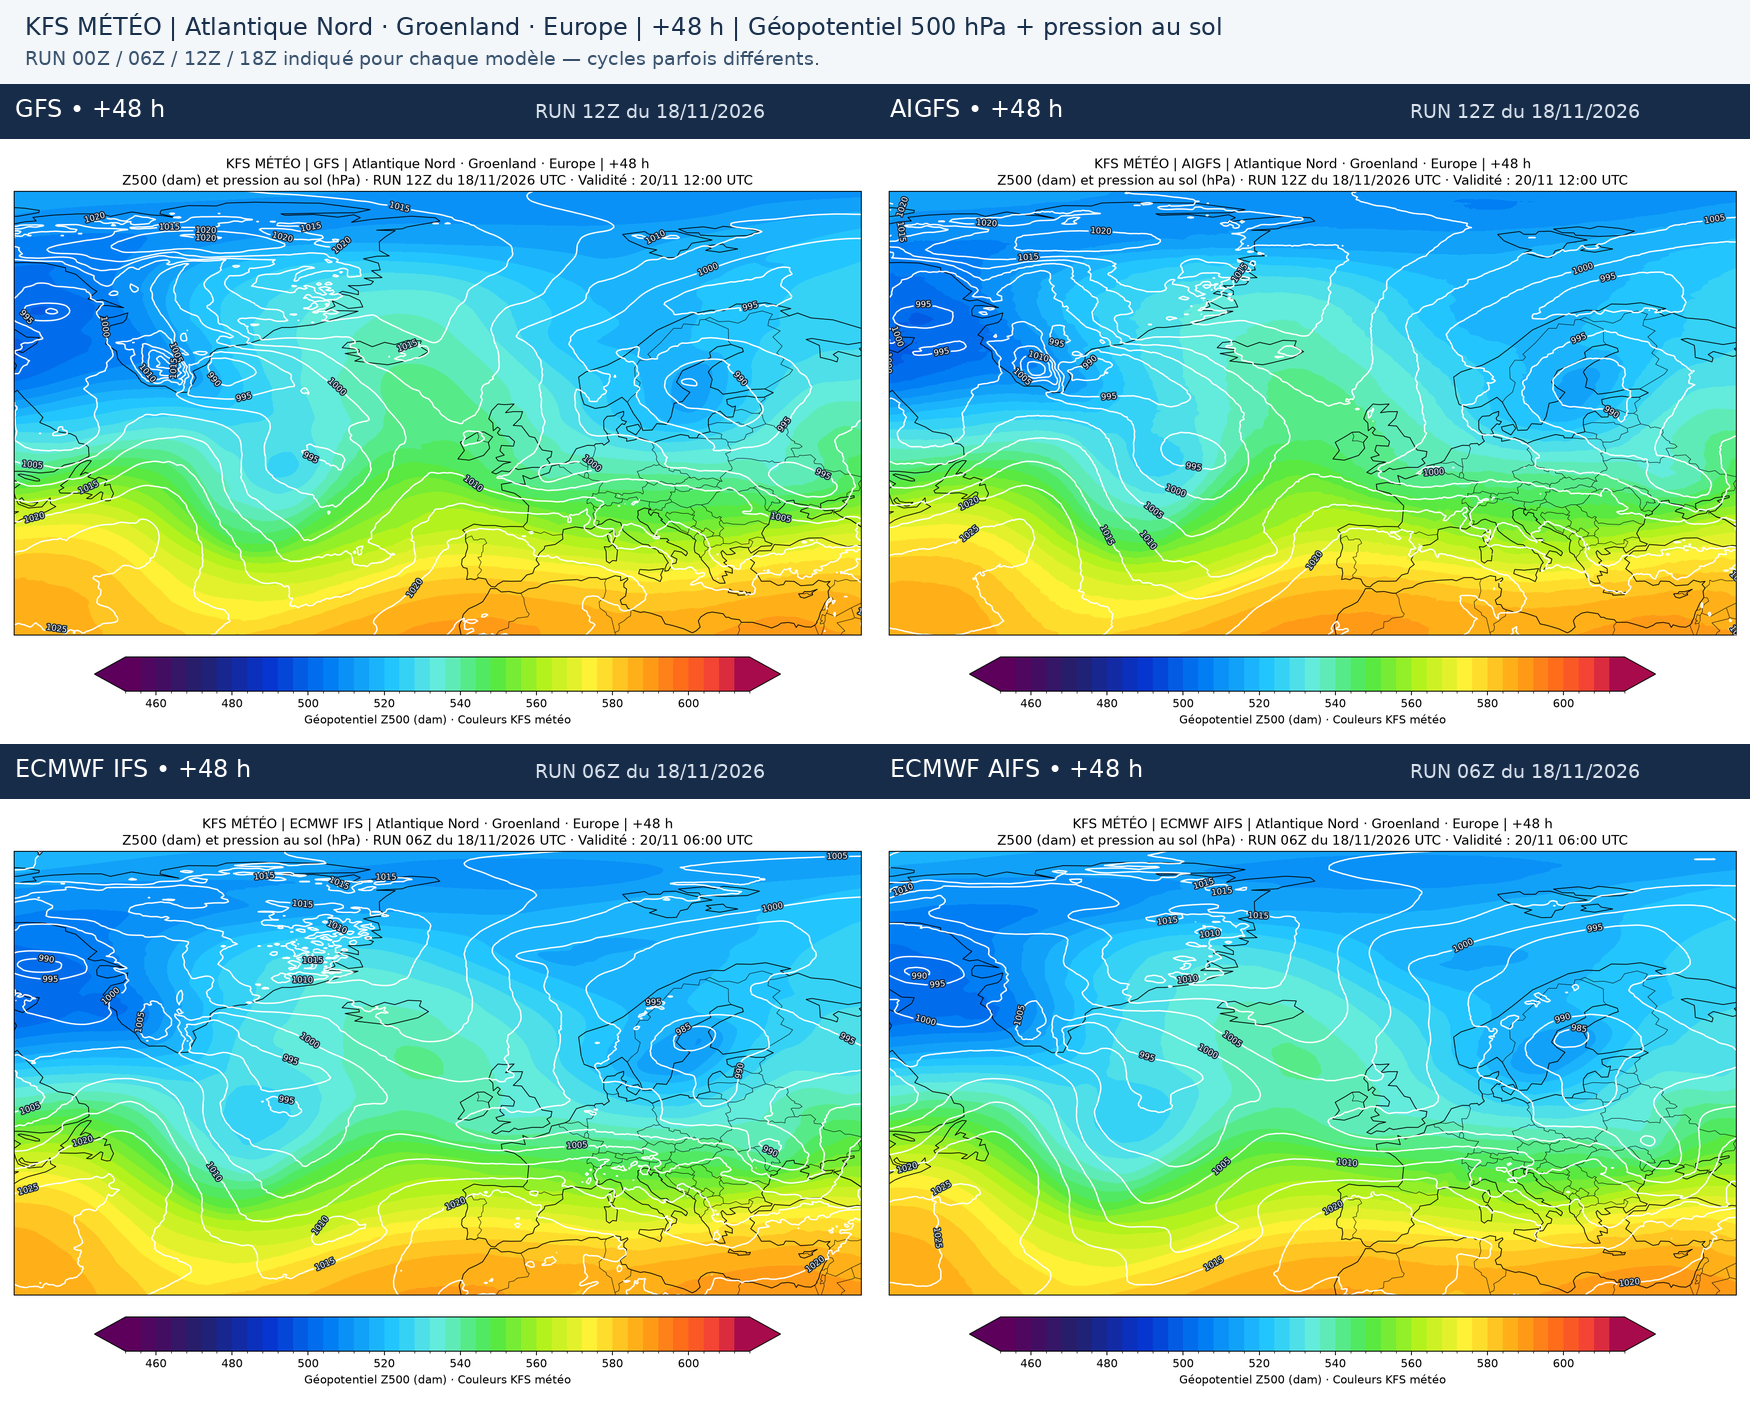 KFS MÉTÉO | Atlantique Nord · Groenland · Europe | +48 h | Géopotentiel 500 hPa + pression au sol
RUN 00Z / 06Z / 12Z / 18Z indiqué pour chaque modèle — cycles parfois différents.
GFS • +48 h
RUN 12Z du 18/11/2026
AIGFS • +48 h
RUN 12Z du 18/11/2026
KFS MÉTÉO | GFS | Atlantique Nord · Groenland · Europe | +48 h
Z500 (dam) et pression au sol (hPa) · RUN 12Z du 18/11/2026 UTC · Validité : 20/11 12:00 UTC
460 480 500 520 540 560 580 600
Géopotentiel Z500 (dam) · Couleurs KFS météo
KFS MÉTÉO | AIGFS | Atlantique Nord · Groenland · Europe | +48 h
Z500 (dam) et pression au sol (hPa) · RUN 12Z du 18/11/2026 UTC · Validité : 20/11 12:00 UTC
460 480 500 520 540 560 580 600
Géopotentiel Z500 (dam) · Couleurs KFS météo
ECMWF IFS • +48 h
RUN 06Z du 18/11/2026
ECMWF AIFS • +48 h
RUN 06Z du 18/11/2026
KFS MÉTÉO | ECMWF IFS | Atlantique Nord · Groenland · Europe | +48 h
Z500 (dam) et pression au sol (hPa) · RUN 06Z du 18/11/2026 UTC · Validité : 20/11 06:00 UTC
460 480 500 520 540 560 580 600
Géopotentiel Z500 (dam) · Couleurs KFS météo
KFS MÉTÉO | ECMWF AIFS | Atlantique Nord · Groenland · Europe | +48 h
Z500 (dam) et pression au sol (hPa) · RUN 06Z du 18/11/2026 UTC · Validité : 20/11 06:00 UTC
460 480 500 520 540 560 580 600
Géopotentiel Z500 (dam) · Couleurs KFS météo